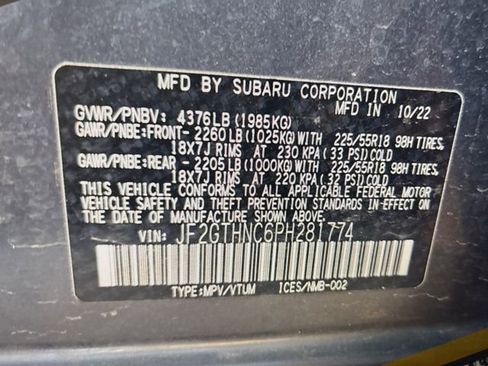 MFD BY SUBARU CORPORATION
GVWR/PNBV: 4376LB (1985KG) MFD IN 10/22
GAWR/PNBE:FRONT- 2260LB (1025KG) WITH 225/55R18 98H TIRES,
18X7J RIMS AT 230 KPA (33 PSI) COLD
GAWR/PNBE:REAR - 2205LB (1000KG) WITH 225/55R18 98H TIRES,
18X7J RIMS AT 220 KPA (33 PSI) COLD
THIS VEHICLE CONFORMS TO ALL APPLICABLE FEDERAL MOTOR
VEHICLE SAFETY, BUMPER, AND THEFT PREVENTION STANDARDS
IN EFFECT ON THE DATE OF MANUFACTURE SHOWN ABOVE.
VIN: JF2GTHNC6PH281774
TYPE:MPV/VTUM ICES/NMB-002